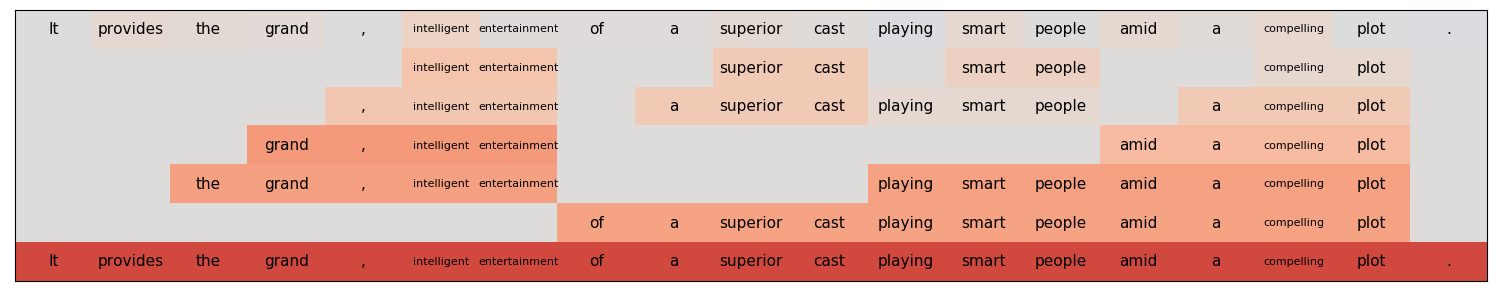 It provides the grand , intelligent entertainment of a superior cast playing smart people amid a compelling plot .
intelligent entertainment superior cast smart people compelling plot
, intelligent entertainment a superior cast playing smart people a compelling plot
grand , intelligent entertainment amid a compelling plot
the grand , intelligent entertainment playing smart people amid a compelling plot
of a superior cast playing smart people amid a compelling plot
It provides the grand , intelligent entertainment of a superior cast playing smart people amid a compelling plot .